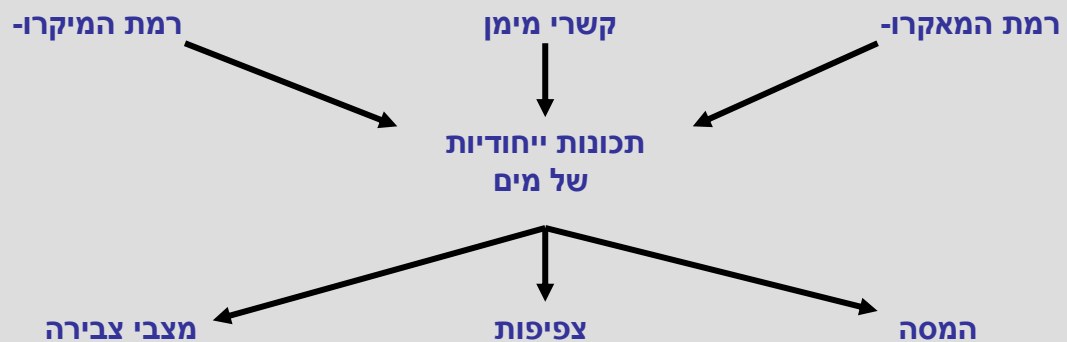 רמת המאקרו-
קשרי מימן
רמת המיקרו-
תכונות ייחודיות
של מים
המסה
צפיפות
מצבי צבירה